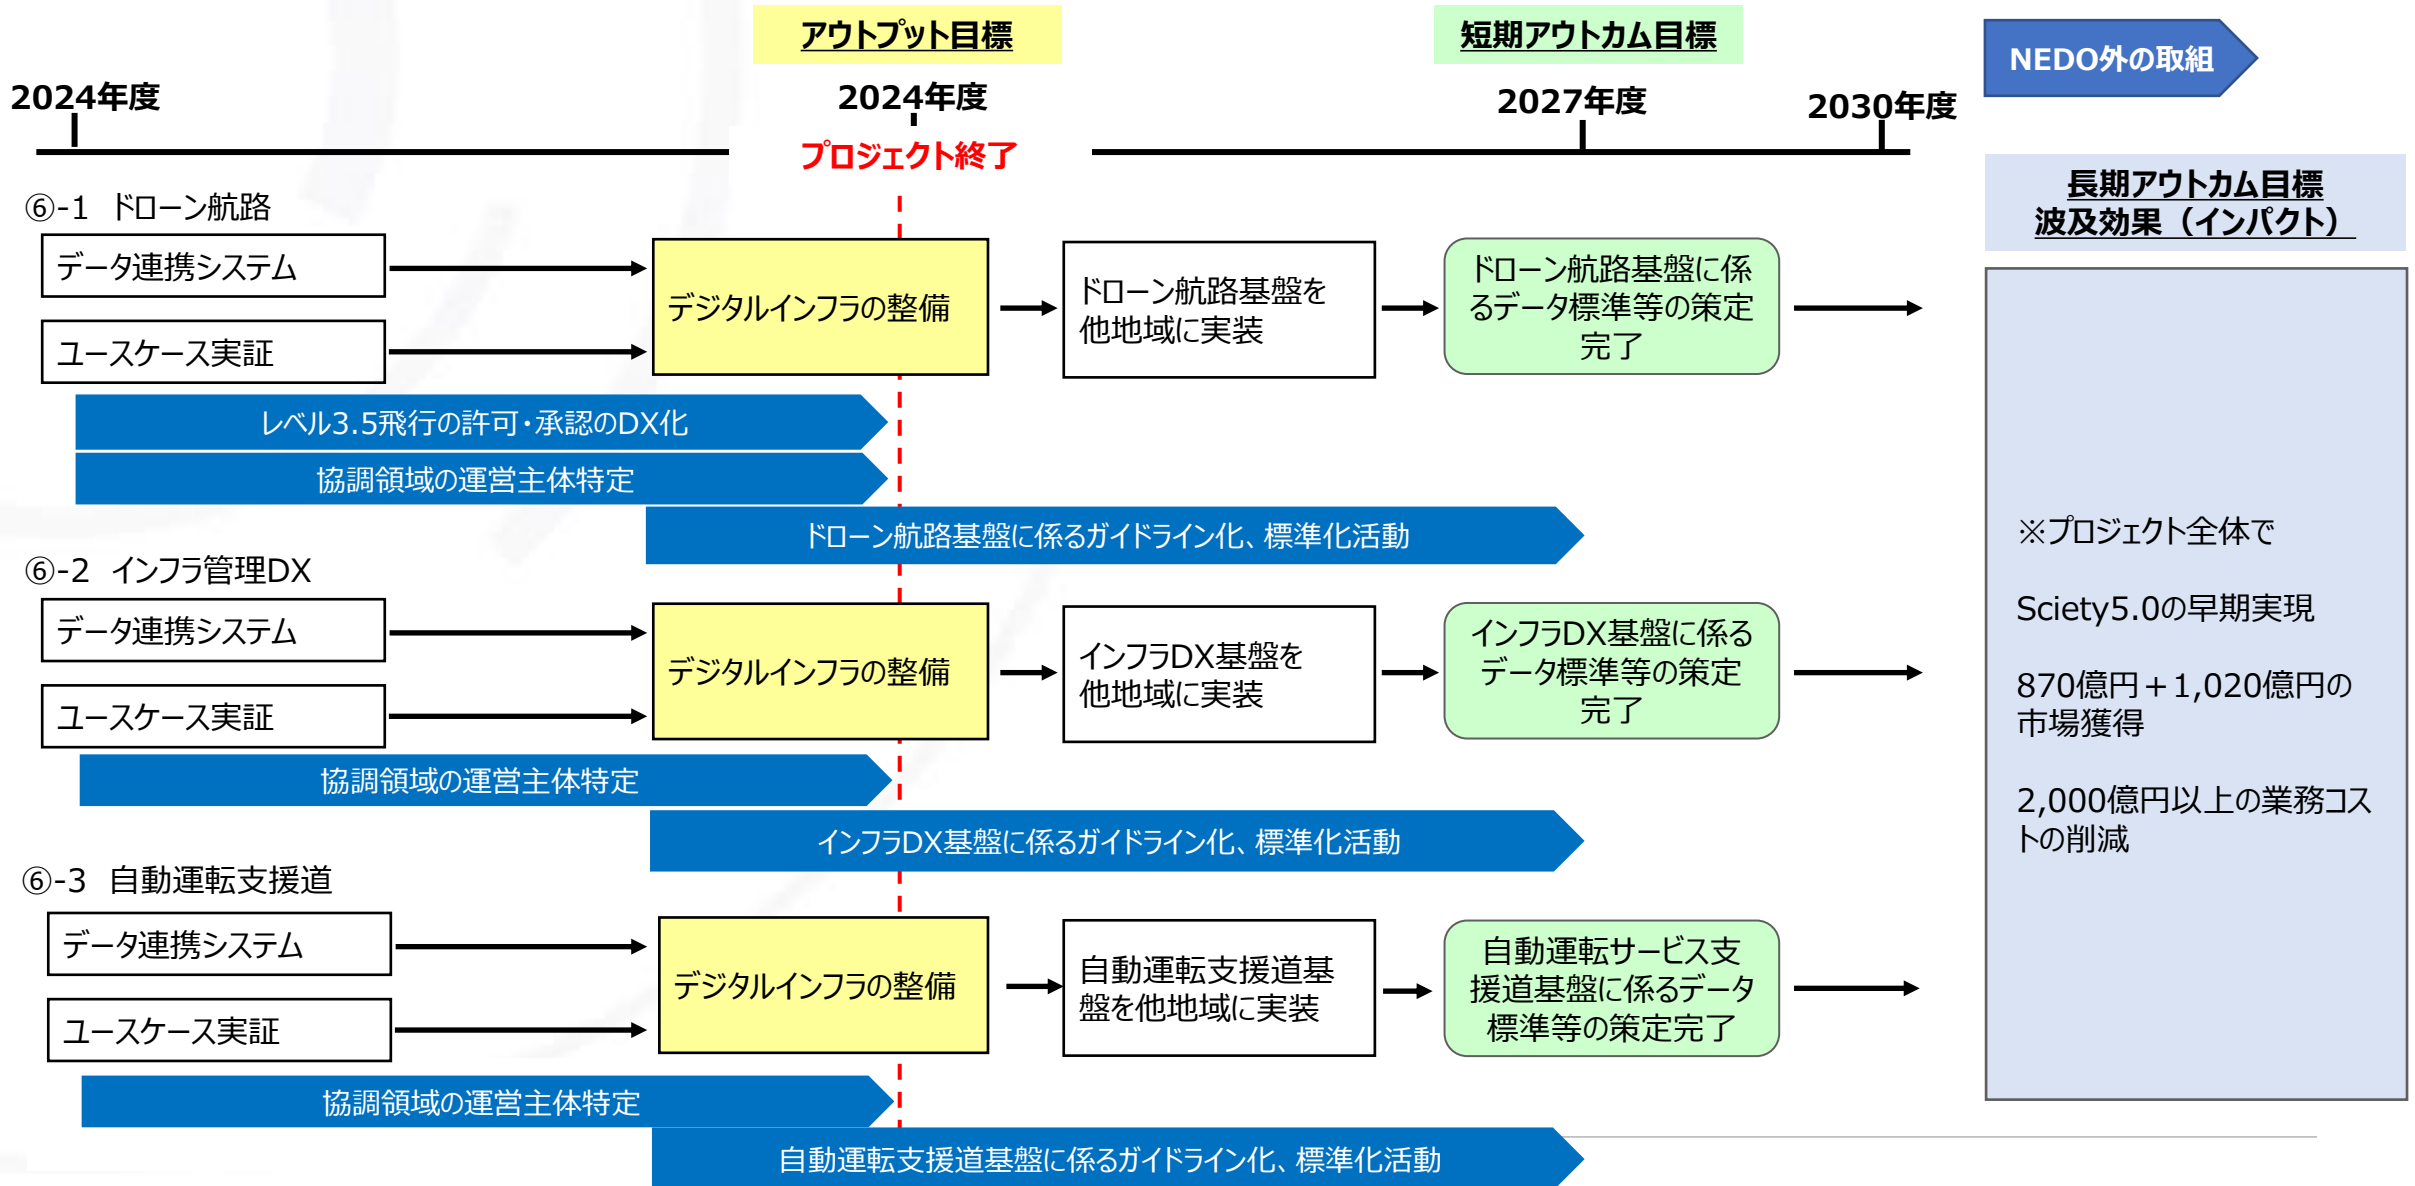 アウトプット目標
短期アウトカム目標
NEDO外の取組
2024年度
2024年度
2027年度
2030年度
プロジェクト終了
長期アウトカム目標
波及効果（インパクト）
⑥-1 ドローン航路
データ連携システム
ユースケース実証
デジタルインフラの整備
ドローン航路基盤を
他地域に実装
ドローン航路基盤に係
るデータ標準等の策定
完了
レベル3.5飛行の許可・承認のDX化
協調領域の運営主体特定
ドローン航路基盤に係るガイドライン化、標準化活動
⑥-2 インフラ管理DX
データ連携システム
ユースケース実証
デジタルインフラの整備
インフラDX基盤を
他地域に実装
インフラDX基盤に係る
データ標準等の策定
完了
協調領域の運営主体特定
インフラDX基盤に係るガイドライン化、標準化活動
⑥-3 自動運転支援道
データ連携システム
ユースケース実証
デジタルインフラの整備
自動運転支援道基
盤を他地域に実装
自動運転サービス支
援道基盤に係るデータ
標準等の策定完了
協調領域の運営主体特定
自動運転支援道基盤に係るガイドライン化、標準化活動
※プロジェクト全体で
Sciety5.0の早期実現
870億円＋1,020億円の
市場獲得
2,000億円以上の業務コス
トの削減